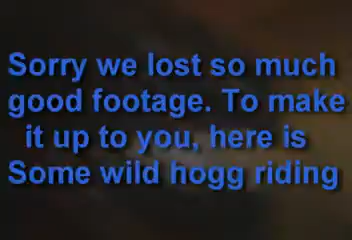 Sorry we lost so much
good footage. To make
it up to you, here is
Some wild hogg riding